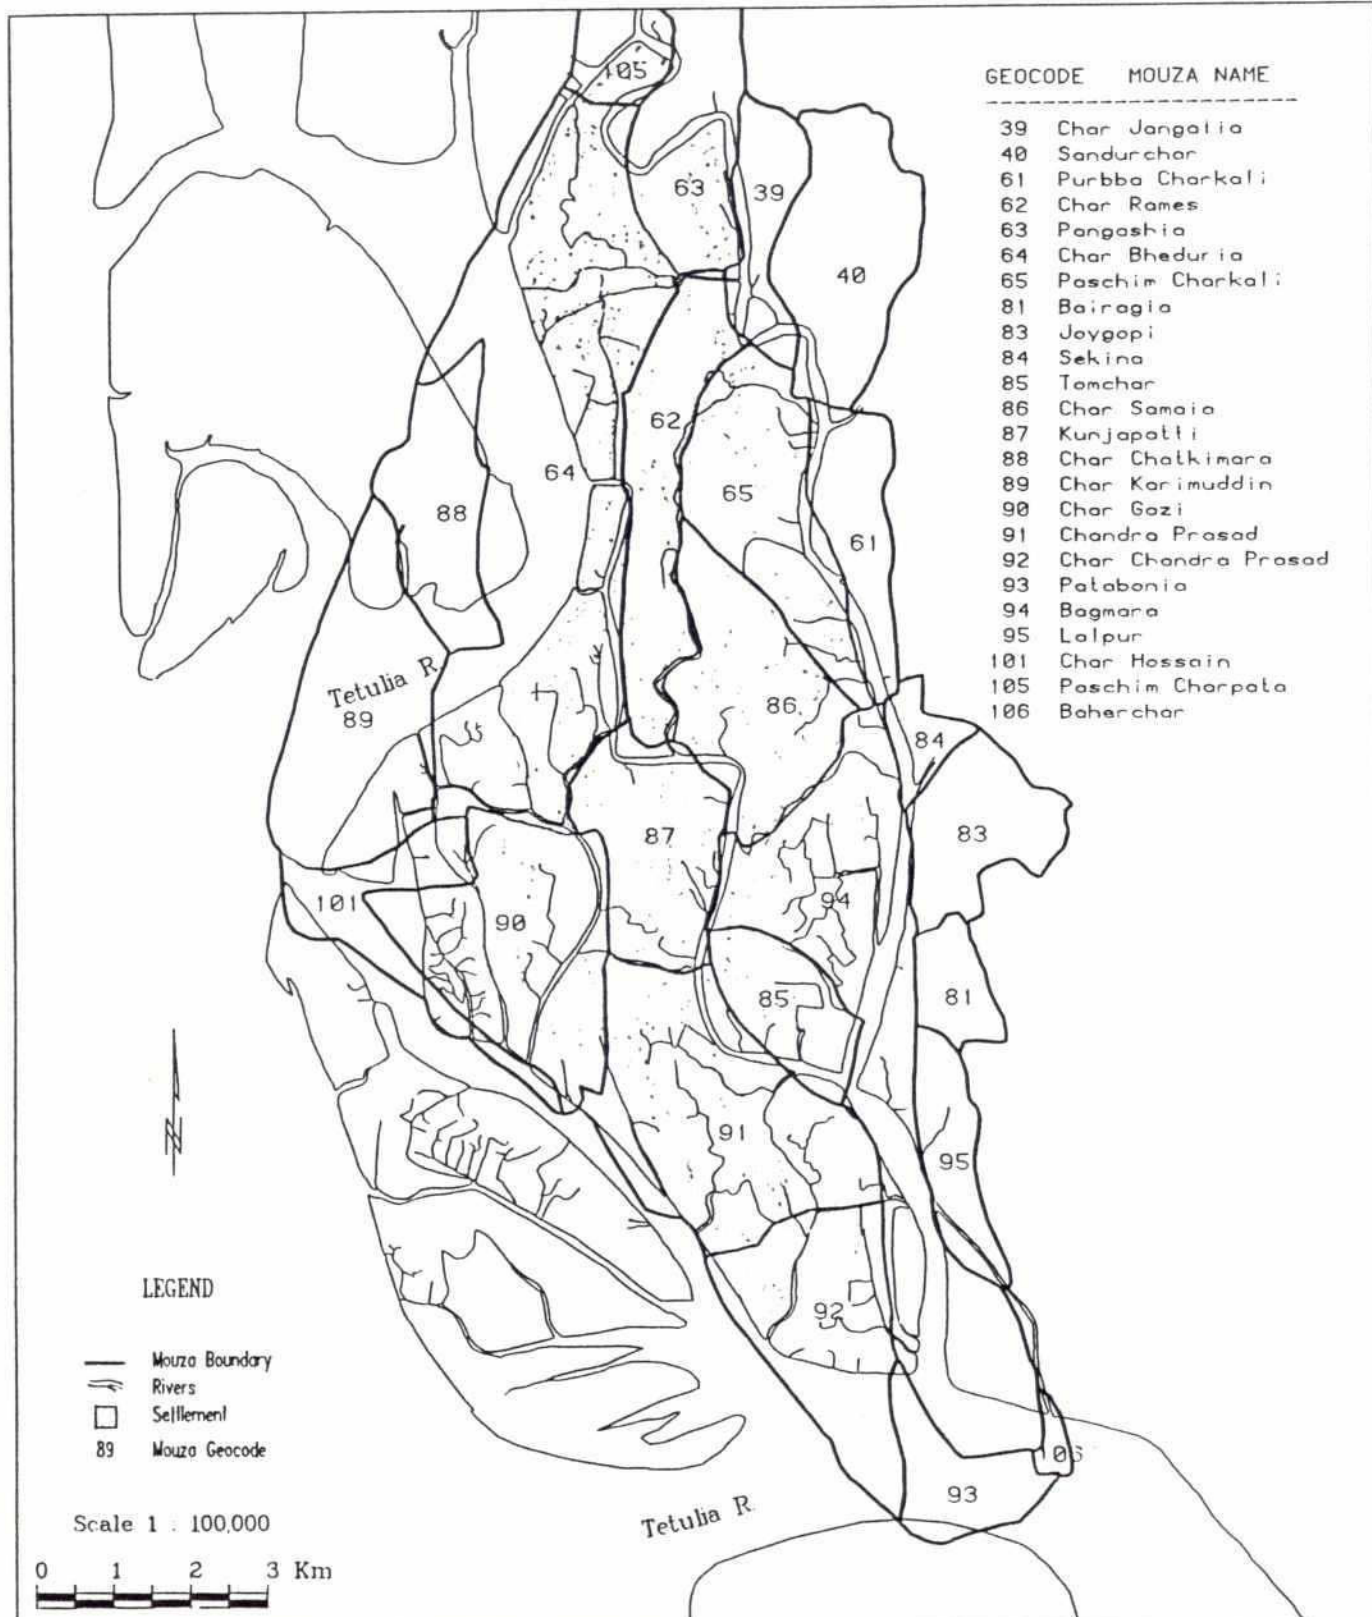 GEOCODE MOUZA NAME
39 Char Jangalia
40 Sandurchar
61 Purbba Charkali
62 Char Rames
63 Pangashia
64 Char Bheduria
65 Paschim Charkali
81 Bairagia
83 Joygopi
84 Sekina
85 Tomchar
86 Char Samaia
87 Kunjapatti
88 Char Chatkimara
89 Char Karimuddin
90 Char Gazi
91 Chandra Prasad
92 Char Chandra Prasad
93 Patabonia
94 Bagmara
95 Lalpur
101 Char Hossain
105 Paschim Charpata
106 Baherchar
105
63
39
40
62
64
65
88
61
Tetulia R.
89
86
84
87
83
94
101
90
85
81
91
95
92
106
93
Tetulia R.
LEGEND
Mouza Boundary
Rivers
Settlement
89 Mouza Geocode
Scale 1 : 100,000
0 1 2 3 Km